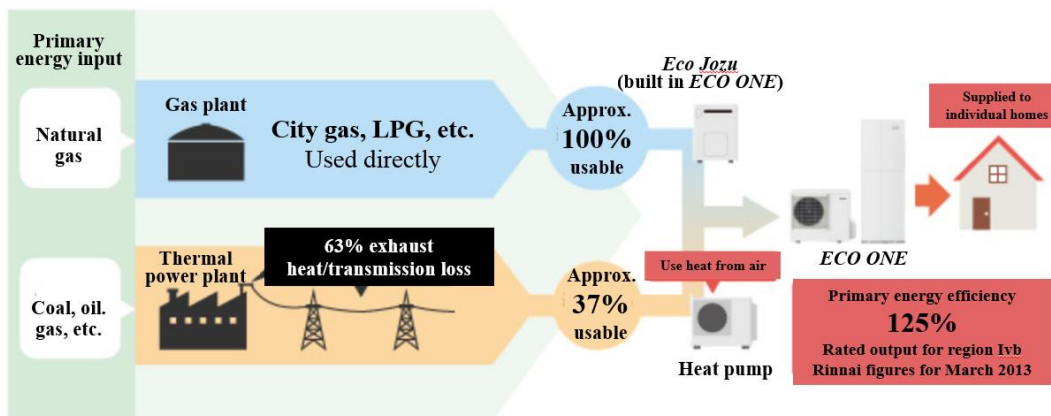 Primary
energy input
Natural
gas
Coal, oil.
gas, etc.
Gas plant
City gas, LPG, etc.
Used directly
Approx.
100%
usable
Thermal
power plant
63% exhaust
heat/transmission loss
Approx.
37%
usable
Eco Jozu
(built in ECO ONE)
Use heat from air
Heat pump
ECO ONE
Supplied to
individual homes
Primary energy efficiency
125%
Rated output for region Ivb
Rinnai figures for March 2013